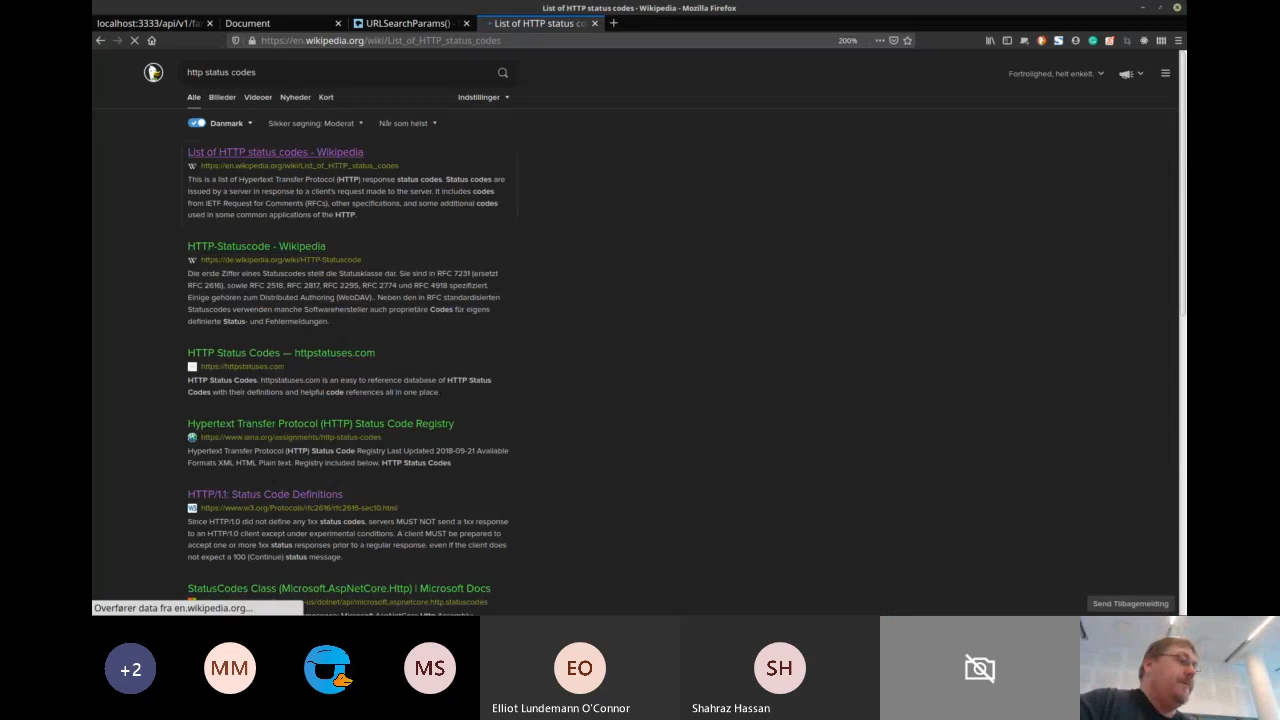 List of HTTP status codes - Wikipedia - Mozilla Firefox
localhost:3333/api/v1/
Document
URLSearchParams() -
List of HTTP status co
https://en.wikipedia.org/wiki/List_of_HTTP_status_codes
200%
http status codes
Fortrolighed, helt enkelt.
Alle Billeder Videoer Nyheder Kort
Indstillinger
Danmark
Sikker søgning: Moderat
Når som helst
List of HTTP status codes - Wikipedia
https://en.wikipedia.org/wiki/List_of_HTTP_status_codes
This is a list of Hypertext Transfer Protocol (HTTP) response status codes. Status codes are
issued by a server in response to a client's request made to the server. It includes codes
from IETF Request for Comments (RFCs), other specifications, and some additional codes
used in some common applications of the HTTP.
HTTP-Statuscode - Wikipedia
https://de.wikipedia.org/wiki/HTTP-Statuscode
Die erste Ziffer eines Statuscodes stellt die Statusklasse dar. Sie sind in RFC 7231 (ersetzt
RFC 2616), sowie RFC 2518, RFC 2817, RFC 2295, RFC 2774 und RFC 4918 spezifiziert.
Einige gehören zum Distributed Authoring (WebDAV).. Neben den in RFC standardisierten
Statuscodes verwenden manche Softwarehersteller auch proprietäre Codes für eigens
definierte Status- und Fehlermeldungen.
HTTP Status Codes — httpstatuses.com
https://httpstatuses.com
HTTP Status Codes. httpstatuses.com is an easy to reference database of HTTP Status
Codes with their definitions and helpful code references all in one place.
Hypertext Transfer Protocol (HTTP) Status Code Registry
https://www.iana.org/assignments/http-status-codes
Hypertext Transfer Protocol (HTTP) Status Code Registry Last Updated 2018-09-21 Available
Formats XML HTML Plain text. Registry included below. HTTP Status Codes
HTTP/1.1: Status Code Definitions
https://www.w3.org/Protocols/rfc2616/rfc2616-sec10.html
Since HTTP/1.0 did not define any 1xx status codes, servers MUST NOT send a 1xx response
to an HTTP/1.0 client except under experimental conditions. A client MUST be prepared to
accept one or more 1xx status responses prior to a regular response, even if the client does
not expect a 100 (Continue) status message.
StatusCodes Class (Microsoft.AspNetCore.Http) | Microsoft Docs
-us/dotnet/api/microsoft.aspnetcore.http.statuscodes
Overfører data fra en.wikipedia.org...
Send Tilbagemelding
+2
MM
MS
EO
SH
Elliot Lundemann O'Connor
Shahraz Hassan